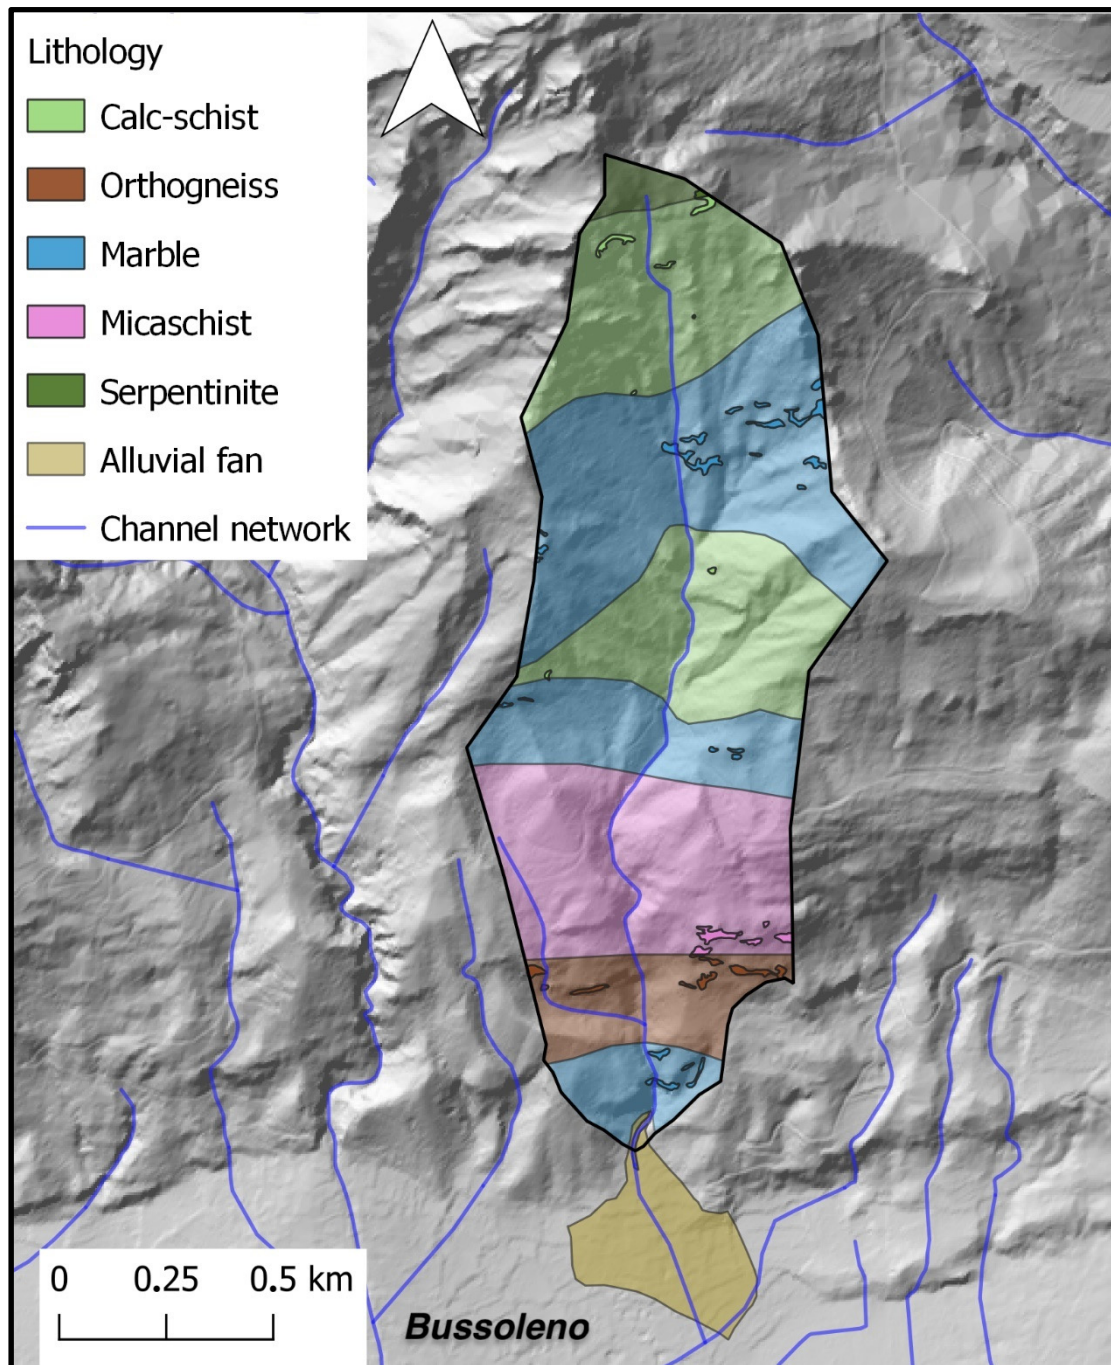 Lithology
Calc-schist
Orthogneiss
Marble
Micaschist
Serpentinite
Alluvial fan
Channel network
0 0.25 0.5 km
Bussoleno